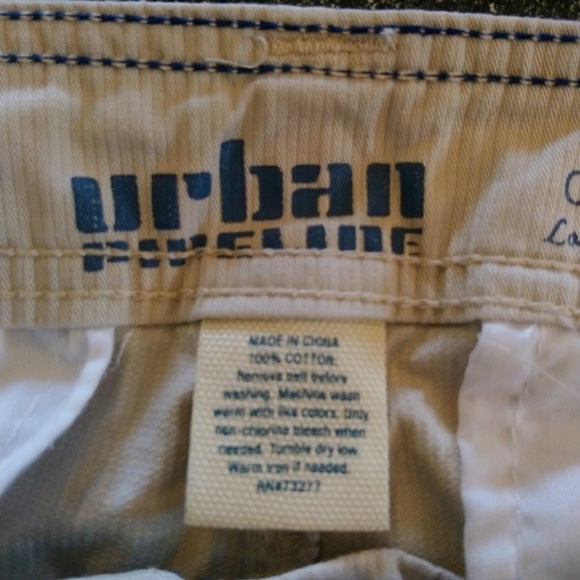 urban
PIPELINE
MADE IN CHINA
100% COTTON:
Remove belt before
washing. Machine wash
warm with like colors. Only
non-chlorine bleach when
needed. Tumble dry low
Warm iron if needed.
RN#73277